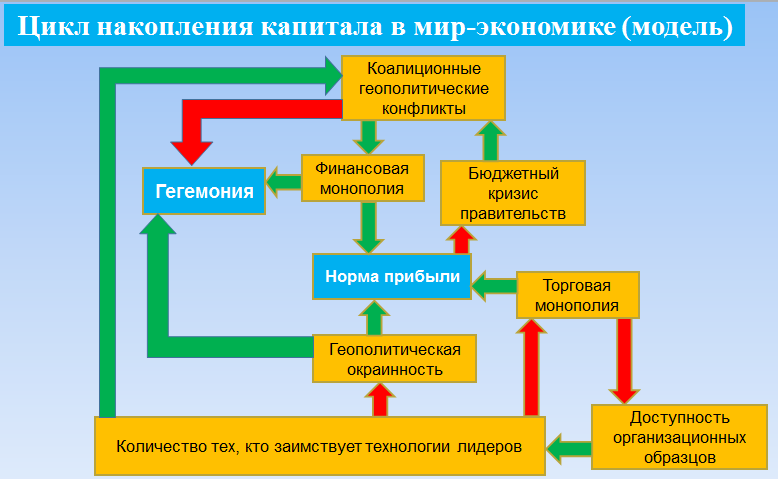 Цикл накопления капитала в мир-экономике (модель)
Коалиционные
геополитические
конфликты
Финансовая
монополия
Бюджетный
кризис
правительств
Гегемония
Норма прибыли
Торговая
монополия
Геополитическая
окраинность
Количество тех, кто заимствует технологии лидеров
Доступность
организационных
образцов